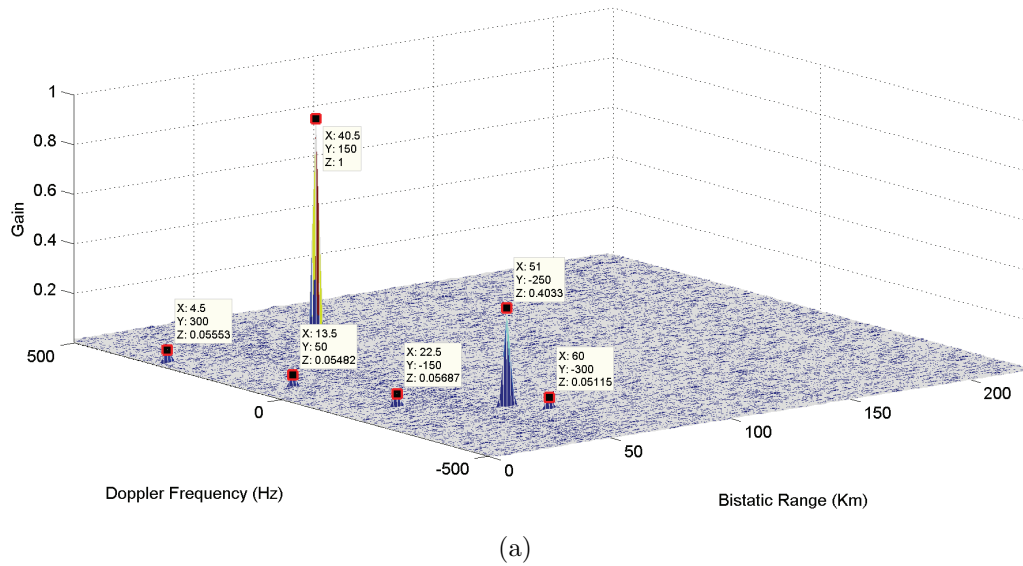 1
0.8
0.6
0.4
0.2
Gain
X: 40.5
Y: 150
Z: 1
X: 51
Y: -250
Z: 0.4033
X: 4.5
Y: 300
Z: 0.05553
X: 13.5
Y: 50
Z: 0.05482
X: 22.5
Y: -150
Z: 0.05687
X: 60
Y: -300
Z: 0.05115
500
0
-500
0
50
100
150
200
Doppler Frequency (Hz)
Bistatic Range (Km)
(a)